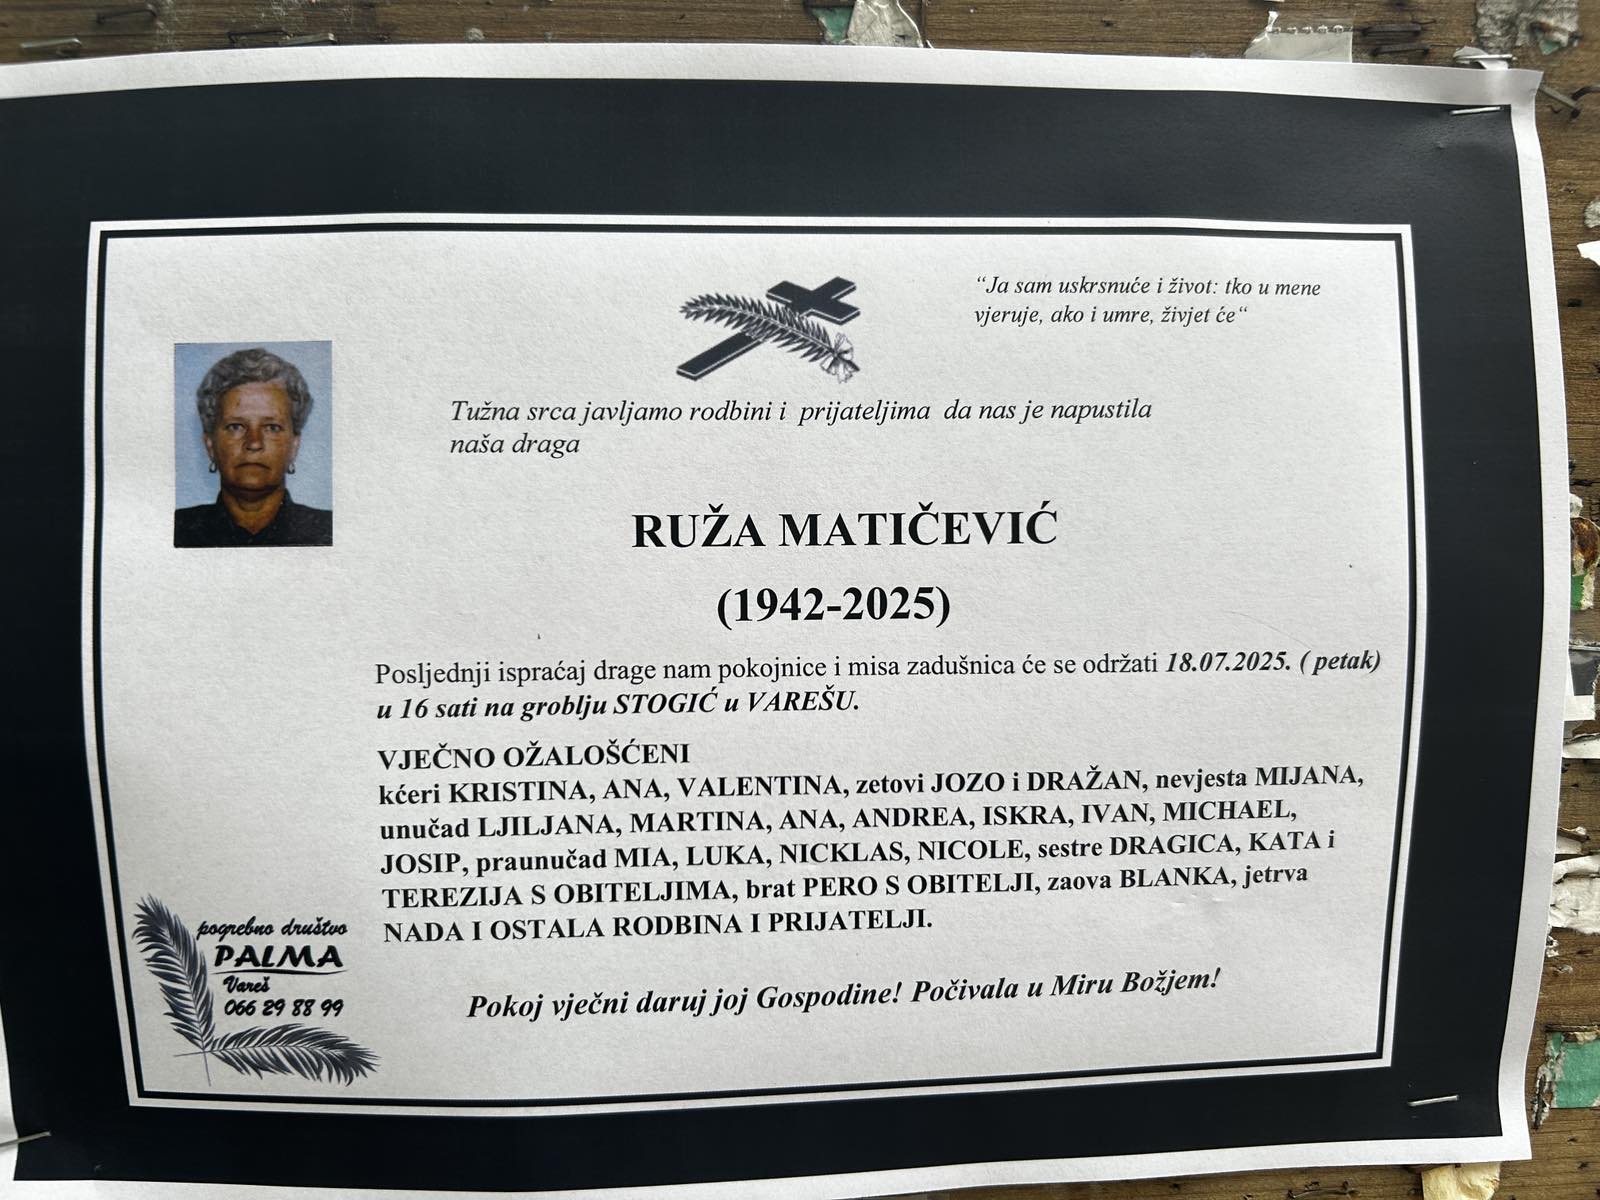 “Ja sam uskrsnuće i život: tko u mene
vjeruje, ako i umre, živjet će“
Tužna srca javljamo rodbini i prijateljima da nas je napustila
naša draga
RUŽA MATIČEVIĆ
(1942-2025)
Posljednji ispraćaj drage nam pokojnice i misa zadušnica će se održati 18.07.2025. ( petak)
u 16 sati na groblju STOGIĆ u VAREŠU.
VJEČNO OŽALOŠĆENI
kćeri KRISTINA, ANA, VALENTINA, zetovi JOZO i DRAŽAN, nevjesta MIJANA,
unučad LJILJANA, MARTINA, ANA, ANDREA, ISKRA, IVAN, MICHAEL,
JOSIP, praunučad MIA, LUKA, NICKLAS, NICOLE, sestre DRAGICA, KATA i
TEREZIJA S OBITELJIMA, brat PERO S OBITELJI, zaova BLANKA, jetrva
NADA I OSTALA RODBINA I PRIJATELJI.
Pokoj vječni daruj joj Gospodine! Počivala u Miru Božjem!
pogrebno društvo
PALMA
Vareš
066 29 88 99